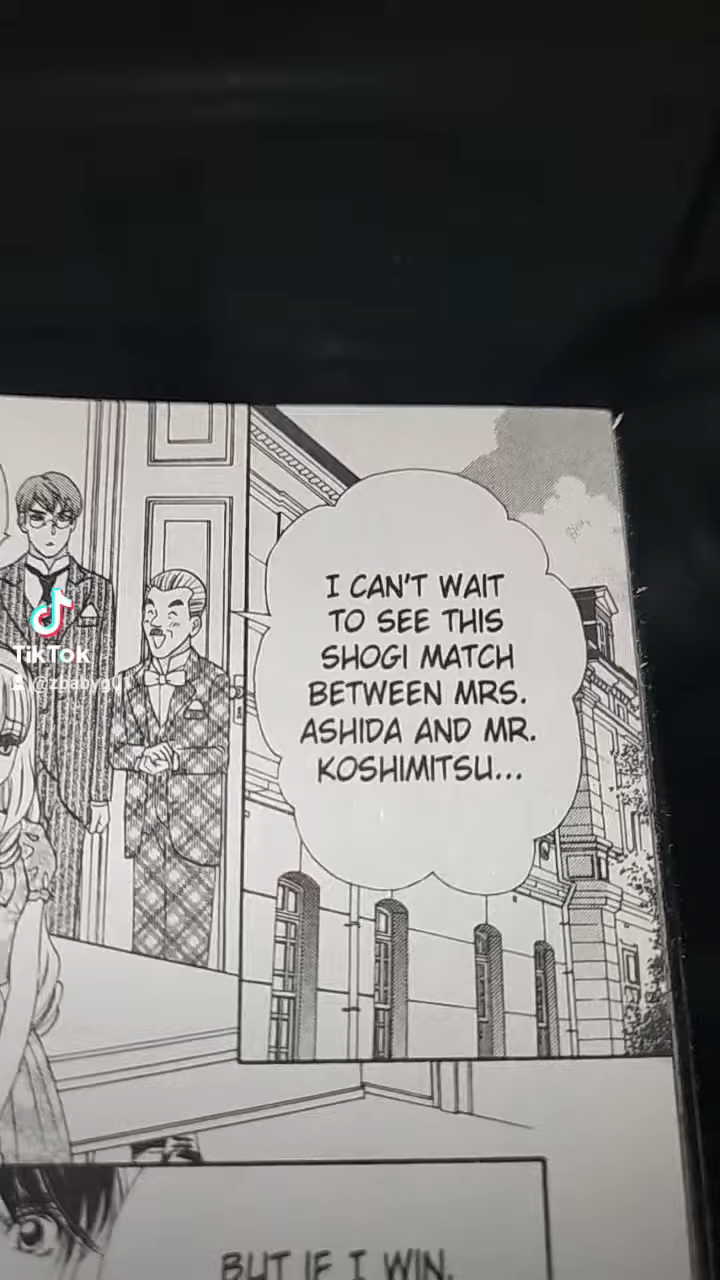 I CAN'T WAIT
TO SEE THIS
SHOGI MATCH
BETWEEN MRS.
ASHIDA AND MR.
KOSHIMITSU...
TikTok
BUT IF I WIN,